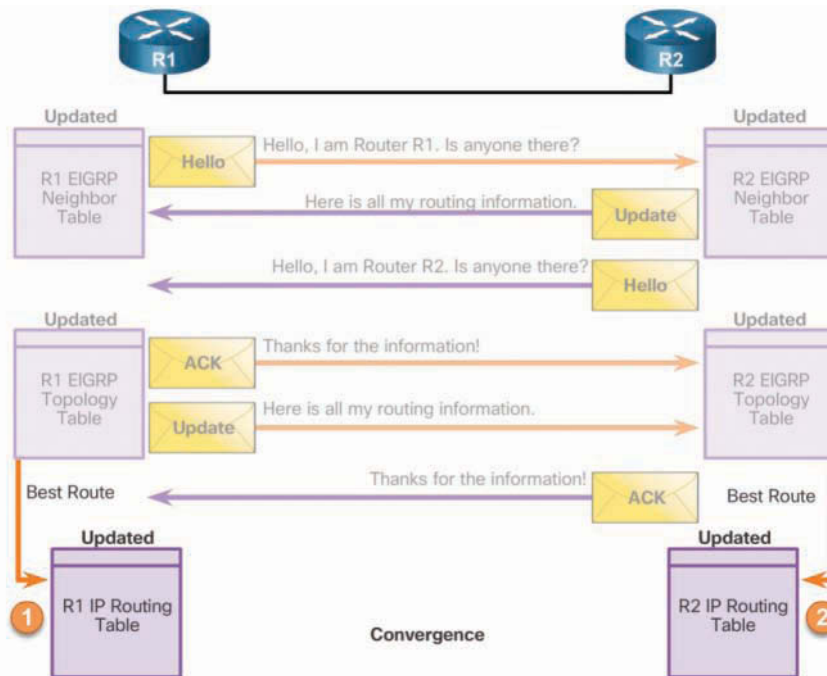 R1
R2
Updated
Updated
Hello
Hello, I am Router R1. Is anyone there?
R1 EIGRP
Neighbor
Table
R2 EIGRP
Neighbor
Table
Here is all my routing information.
Update
Hello, I am Router R2. Is anyone there?
Hello
Updated
Updated
ACK
Thanks for the information!
R1 EIGRP
Topology
Table
R2 EIGRP
Topology
Table
Update
Here is all my routing information.
Best Route
Thanks for the information!
ACK
Best Route
Updated
Updated
1
R1 IP Routing
Table
R2 IP Routing
Table
2
Convergence